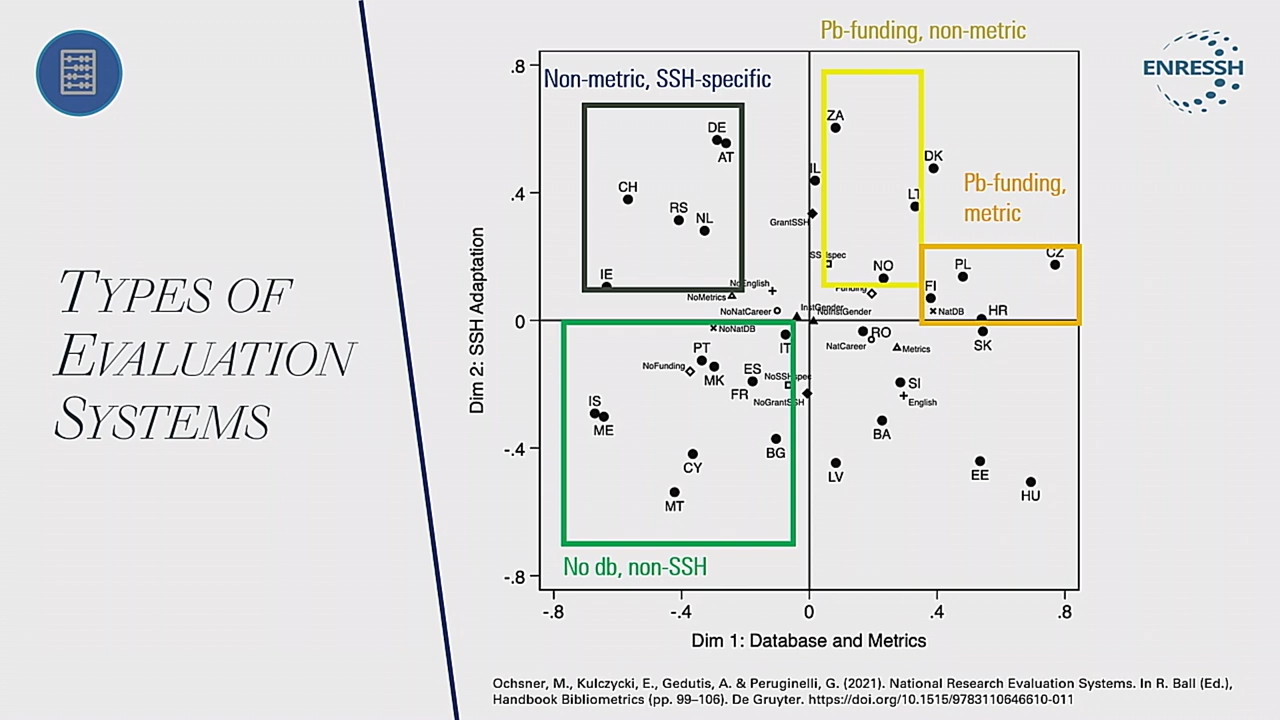 TYPES OF
EVALUATION
SYSTEMS
ENRESSH
Pb-funding, non-metric
Non-metric, SSH-specific
Pb-funding,
metric
No db, non-SSH
.8
.4
0
-.4
-.8
Dim 2: SSH Adaptation
DE
AT
CH
RS
NL
IE
ZA
IL
DK
LT
GrantSSH
NO
PL
CZ
FI
HR
NoEnglish
NoMetrics
NoNatCareer
InstGender
NoInstGender
NatDB
NoNatDB
IT
RO
NatCareer
Metrics
SK
PT
NoFunding
MK
ES
FR
NoSSHspec
NoGrantSSH
SI
English
IS
ME
BA
CY
BG
LV
EE
MT
HU
-.8
-.4
0
.4
.8
Dim 1: Database and Metrics
Ochsner, M., Kulczycki, E., Gedutis, A. & Peruginelli, G. (2021). National Research Evaluation Systems. In R. Ball (Ed.),
Handbook Bibliometrics (pp. 99–106). De Gruyter. https://doi.org/10.1515/9783110646610-011